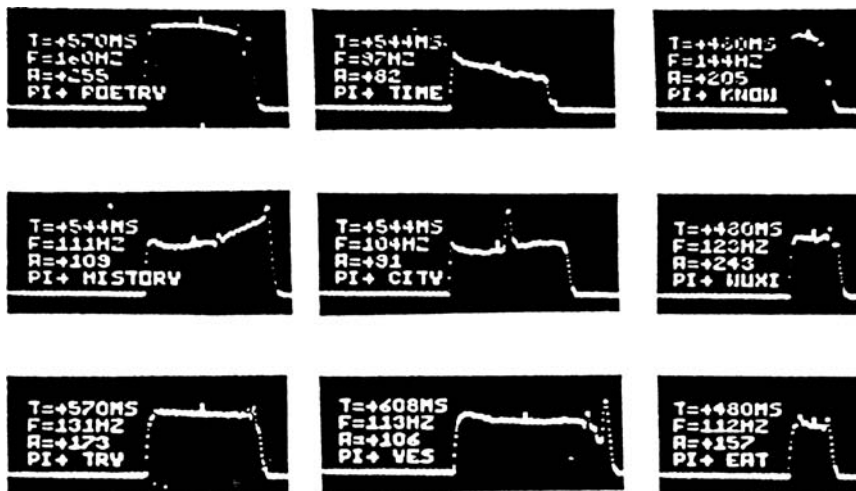 T=+570MS
F=160HZ
A=+255
PI+ POETRY
T=+544MS
F=97HZ
A=+82
PI+ TIME
T=+480MS
F=144HZ
A=+205
PI+ KNOW
T=+544MS
F=111HZ
A=+109
PI+ HISTORY
T=+544MS
F=104HZ
A=+91
PI+ CITY
T=+480MS
A=+243
PI+ WUXI
T=+570MS
F=131HZ
A=+173
PI+ TRY
T=+608MS
F=113HZ
A=+106
PI+ YES
T=+480MS
F=112HZ
A=+157
PI+ EAT